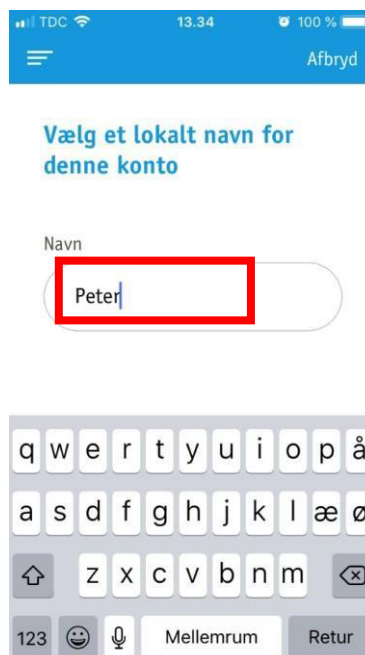 TDC 13.34 100 %
Afbryd
Vælg et lokalt navn for
denne konto
Navn
Peter
q w e r t y u i o p å
a s d f g h j k l æ ø
z x c v b n m
123 Mellemrum Retur